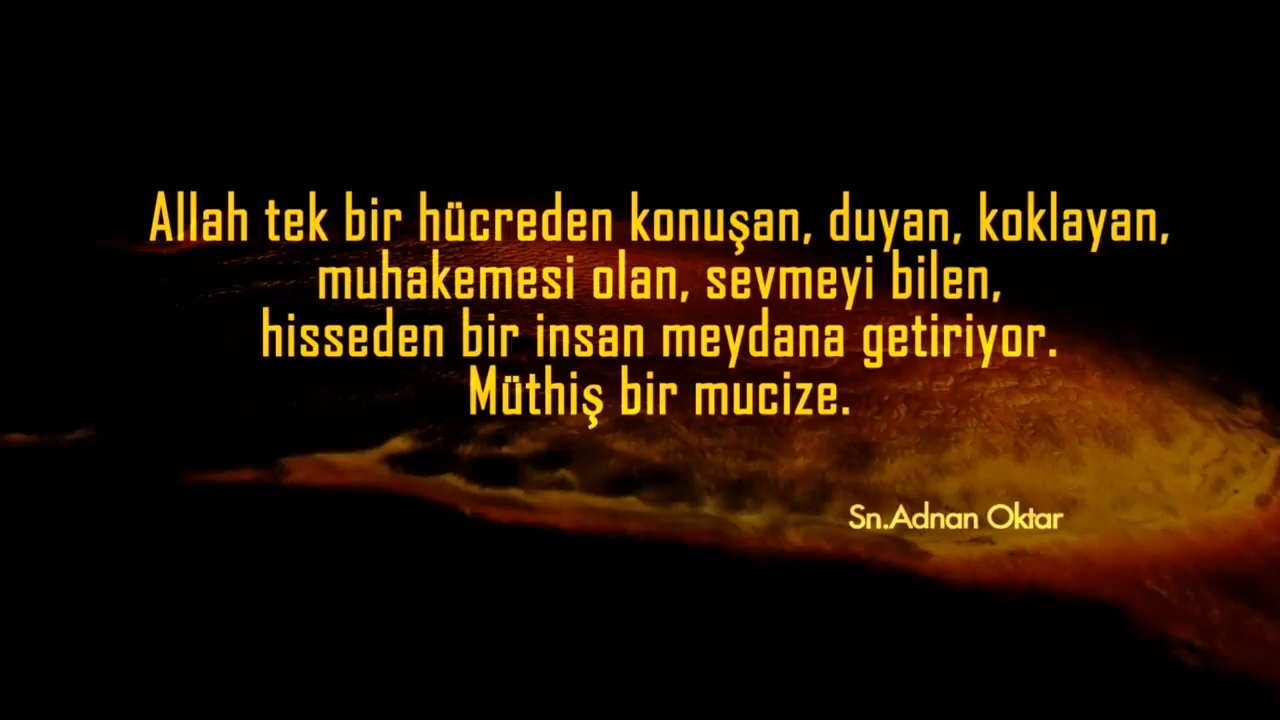 Allah tek bir hücreden konuşan, duyan, koklayan,
muhakemesi olan, sevmeyi bilen,
hisseden bir insan meydana getiriyor.
Müthiş bir mucize.
Sn.Adnan Oktar